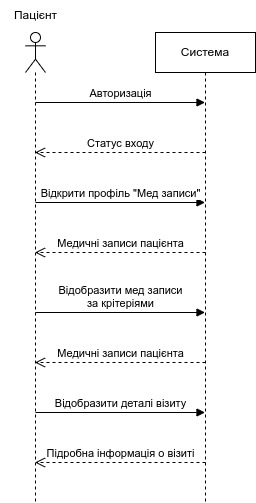 Пацієнт
Система
Авторизація
Статус входу
Відкрити профіль "Мед записи"
Медичні записи пацієнта
Відобразити мед записи
за крітеріями
Медичні записи пацієнта
Відобразити деталі візиту
Підробна інформація о візиті